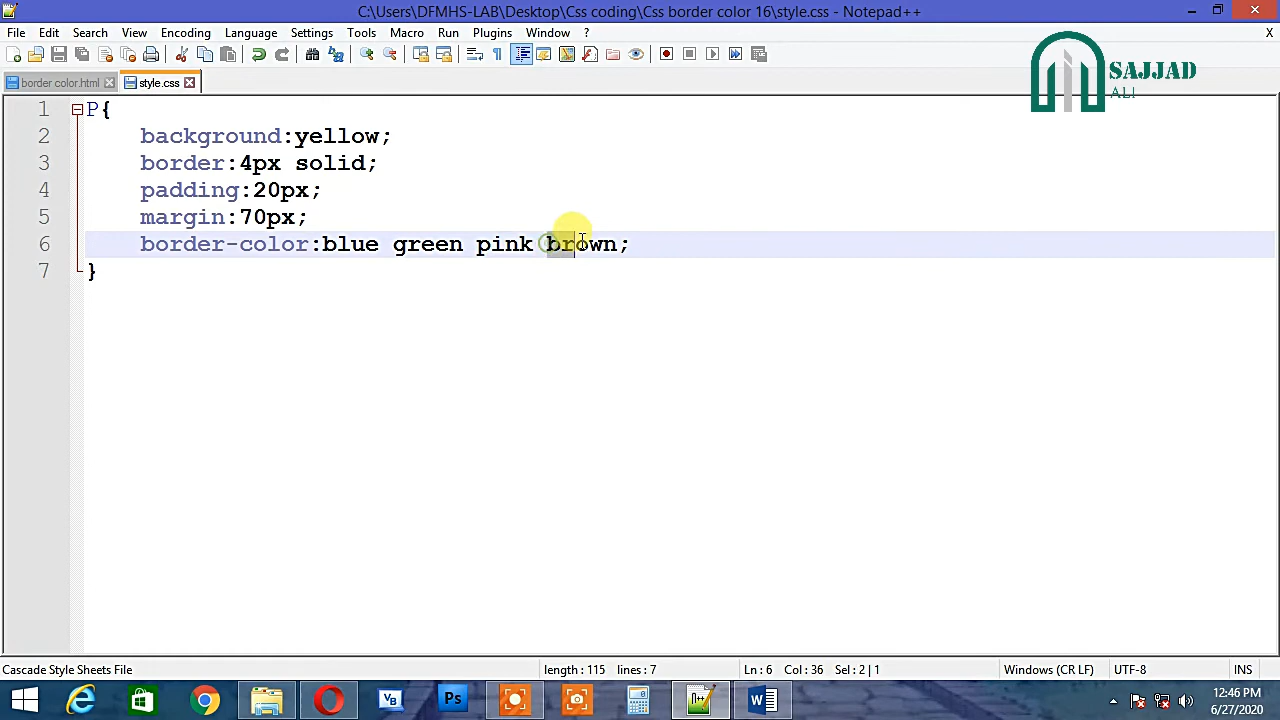 C:\Users\DFMHS-LAB\Desktop\Css coding\Css border color 16\style.css - Notepad++
File Edit Search View Encoding Language Settings Tools Macro Run Plugins Window ? X
SAJJAD
ALI
border color.html style.css
1 P{
2 background:yellow;
3 border:4px solid;
4 padding:20px;
5 margin:70px;
6 border-color:blue green pink brown;
7 }
Cascade Style Sheets File length : 115 lines : 7 Ln : 6 Col : 36 Sel : 2 | 1 Windows (CR LF) UTF-8 INS
12:46 PM
6/27/2020